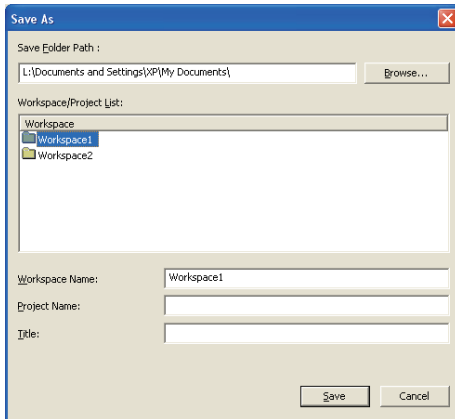 Save As
Save Folder Path :
L:\Documents and Settings\XP\My Documents\
Browse...
Workspace/Project List:
Workspace
Workspace1
Workspace2
Workspace Name:
Workspace1
Project Name:
Title:
Save
Cancel